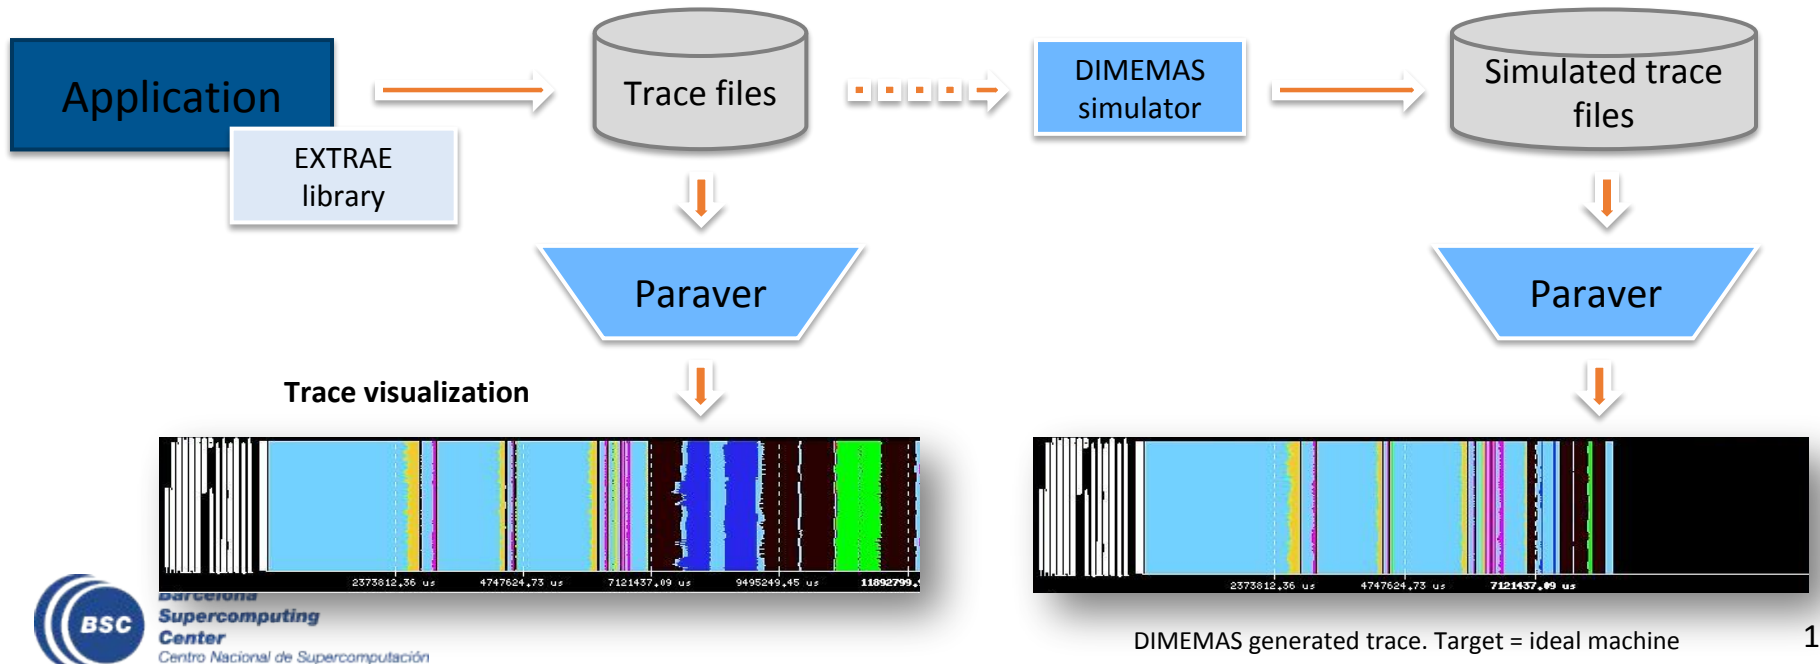 Application
EXTRAE
library
Trace files
DIMEMAS
simulator
Simulated trace
files
Paraver
Paraver
Trace visualization
2373812.36 us
4747624.73 us
7121437.09 us
9495249.45 us
11892799.
2373812.36 us
4747624.73 us
7121437.09 us
BSC
Barcelona
Supercomputing
Center
Centro Nacional de Supercomputación
DIMEMAS generated trace. Target = ideal machine
1